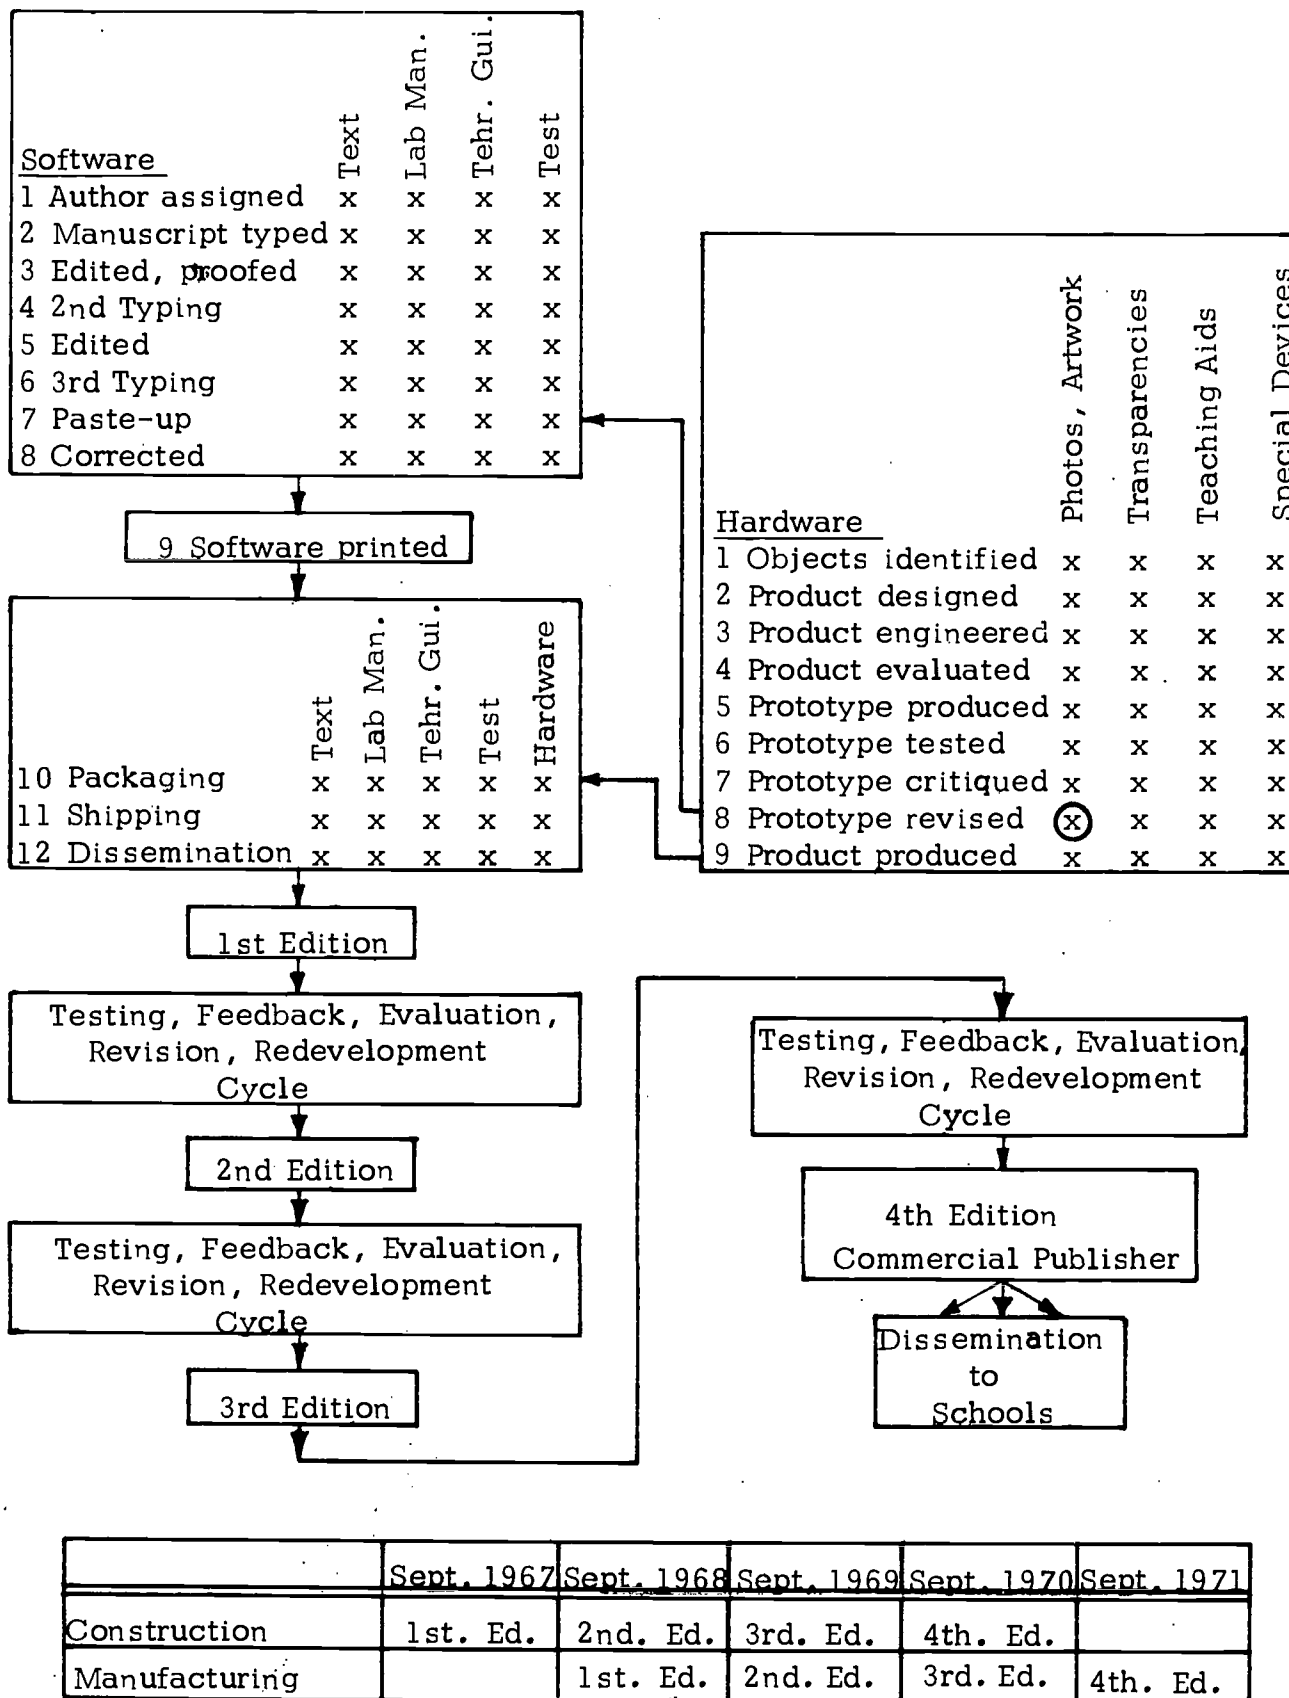 Text Lab Man. Tehr. Gui. Test
Software
1 Author assigned x x x x
2 Manuscript typed x x x x
3 Edited, proofed x x x x
4 2nd Typing x x x x
5 Edited x x x x
6 3rd Typing x x x x
7 Paste-up x x x x
8 Corrected x x x x
9 Software printed
Text Lab Man. Tehr. Gui. Test Hardware
10 Packaging x x x x x
11 Shipping x x x x x
12 Dissemination x x x x x
Photos, Artwork Transparencies Teaching Aids Special Devices
Hardware
1 Objects identified x x x x
2 Product designed x x x x
3 Product engineered x x x x
4 Product evaluated x x x x
5 Prototype produced x x x x
6 Prototype tested x x x x
7 Prototype critiqued x x x x
8 Prototype revised x x x x
9 Product produced x x x x
1st Edition
Testing, Feedback, Evaluation,
Revision, Redevelopment
Cycle
2nd Edition
Testing, Feedback, Evaluation,
Revision, Redevelopment
Cycle
3rd Edition
Testing, Feedback, Evaluation,
Revision, Redevelopment
Cycle
4th Edition
Commercial Publisher
Dissemination
to
Schools
Sept. 1967 Sept. 1968 Sept. 1969 Sept. 1970 Sept. 1971
Construction 1st. Ed. 2nd. Ed. 3rd. Ed. 4th. Ed.
Manufacturing 1st. Ed. 2nd. Ed. 3rd. Ed. 4th. Ed.